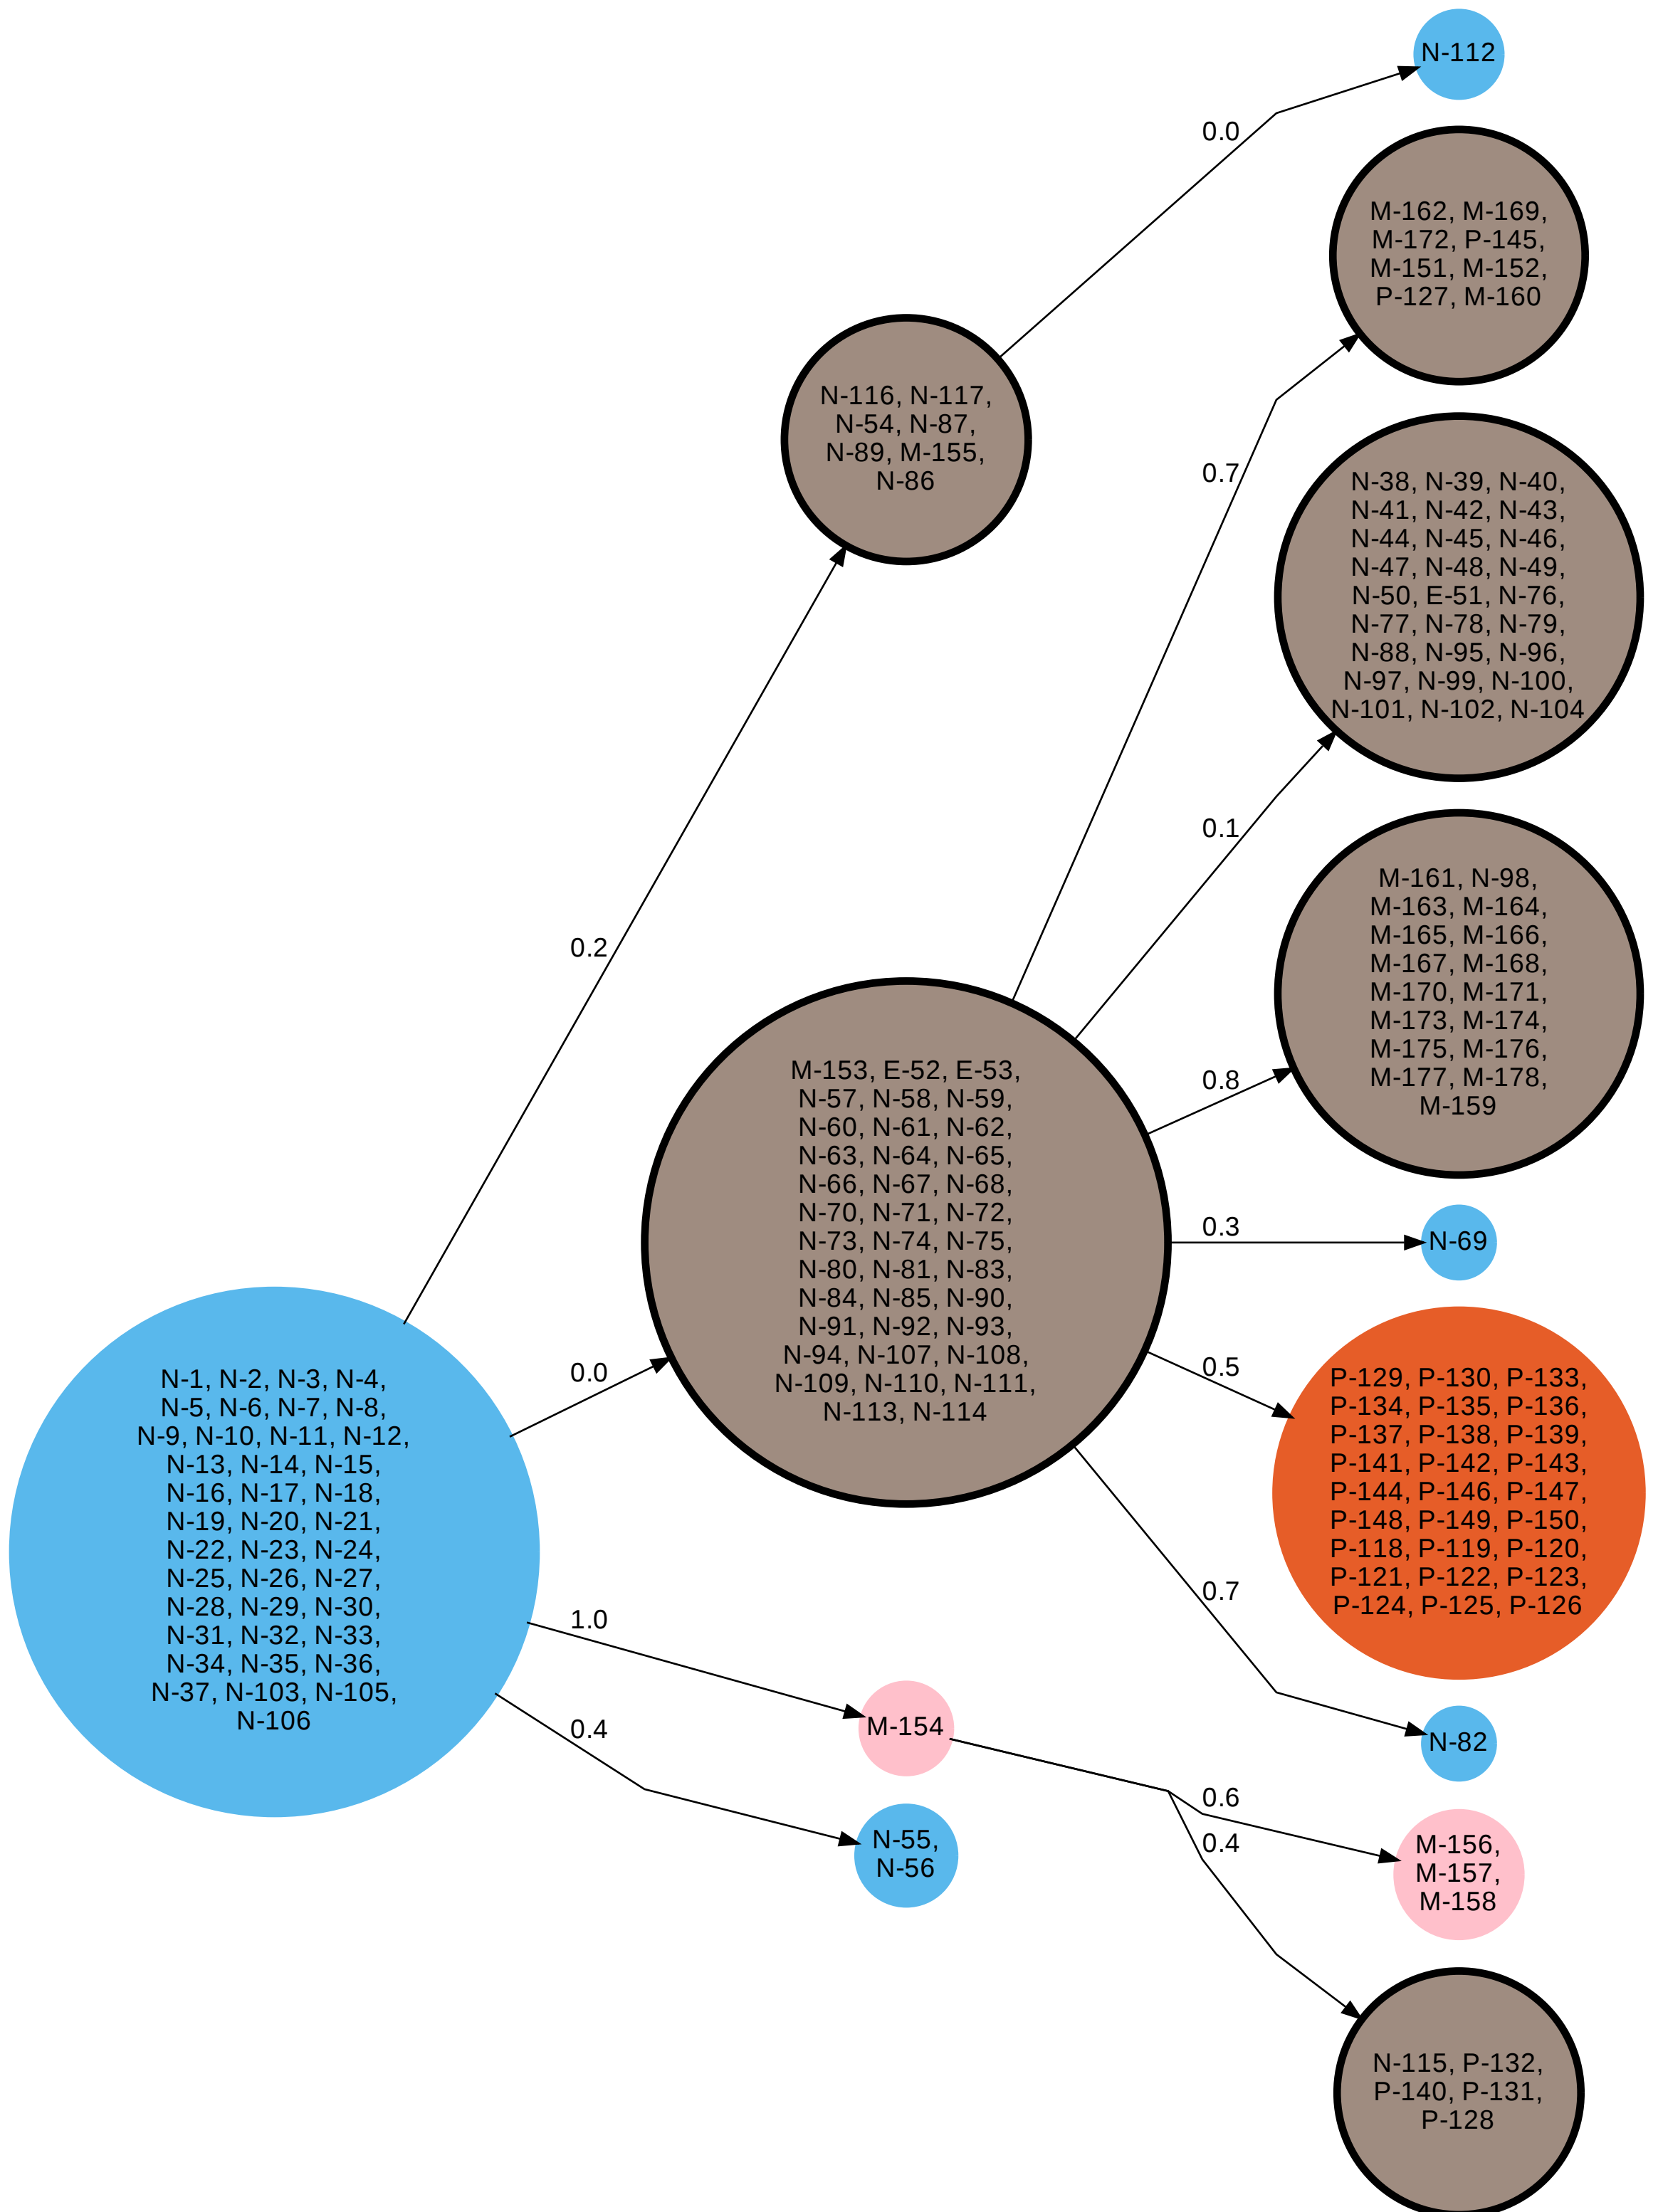 N-112
0.0
M-162, M-169,
M-172, P-145,
M-151, M-152,
P-127, M-160
N-116, N-117,
N-54, N-87,
N-89, M-155,
N-86
0.7
N-38, N-39, N-40,
N-41, N-42, N-43,
N-44, N-45, N-46,
N-47, N-48, N-49,
N-50, E-51, N-76,
N-77, N-78, N-79,
N-88, N-95, N-96,
N-97, N-99, N-100,
N-101, N-102, N-104
0.1
0.2
M-161, N-98,
M-163, M-164,
M-165, M-166,
M-167, M-168,
M-170, M-171,
M-173, M-174,
M-175, M-176,
M-177, M-178,
M-159
0.8
M-153, E-52, E-53,
N-57, N-58, N-59,
N-60, N-61, N-62,
N-63, N-64, N-65,
N-66, N-67, N-68,
N-70, N-71, N-72,
N-73, N-74, N-75,
N-80, N-81, N-83,
N-84, N-85, N-90,
N-91, N-92, N-93,
N-94, N-107, N-108,
N-109, N-110, N-111,
N-113, N-114
0.3
N-69
0.5
0.0
P-129, P-130, P-133,
P-134, P-135, P-136,
P-137, P-138, P-139,
P-141, P-142, P-143,
P-144, P-146, P-147,
P-148, P-149, P-150,
P-118, P-119, P-120,
P-121, P-122, P-123,
P-124, P-125, P-126
N-1, N-2, N-3, N-4,
N-5, N-6, N-7, N-8,
N-9, N-10, N-11, N-12,
N-13, N-14, N-15,
N-16, N-17, N-18,
N-19, N-20, N-21,
N-22, N-23, N-24,
N-25, N-26, N-27,
N-28, N-29, N-30,
N-31, N-32, N-33,
N-34, N-35, N-36,
N-37, N-103, N-105,
N-106
0.7
1.0
M-154
N-82
0.4
0.6
0.4
N-55,
N-56
M-156,
M-157,
M-158
N-115, P-132,
P-140, P-131,
P-128